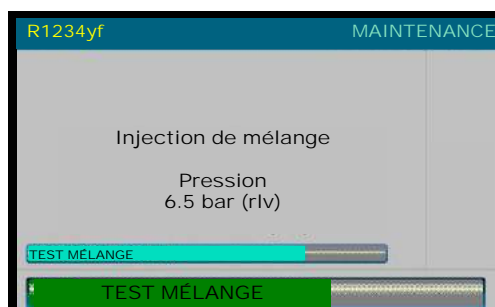 R1234yf MAINTENANCE
Injection de mélange
Pression
6.5 bar (rlv)
TEST MÉLANGE
TEST MÉLANGE